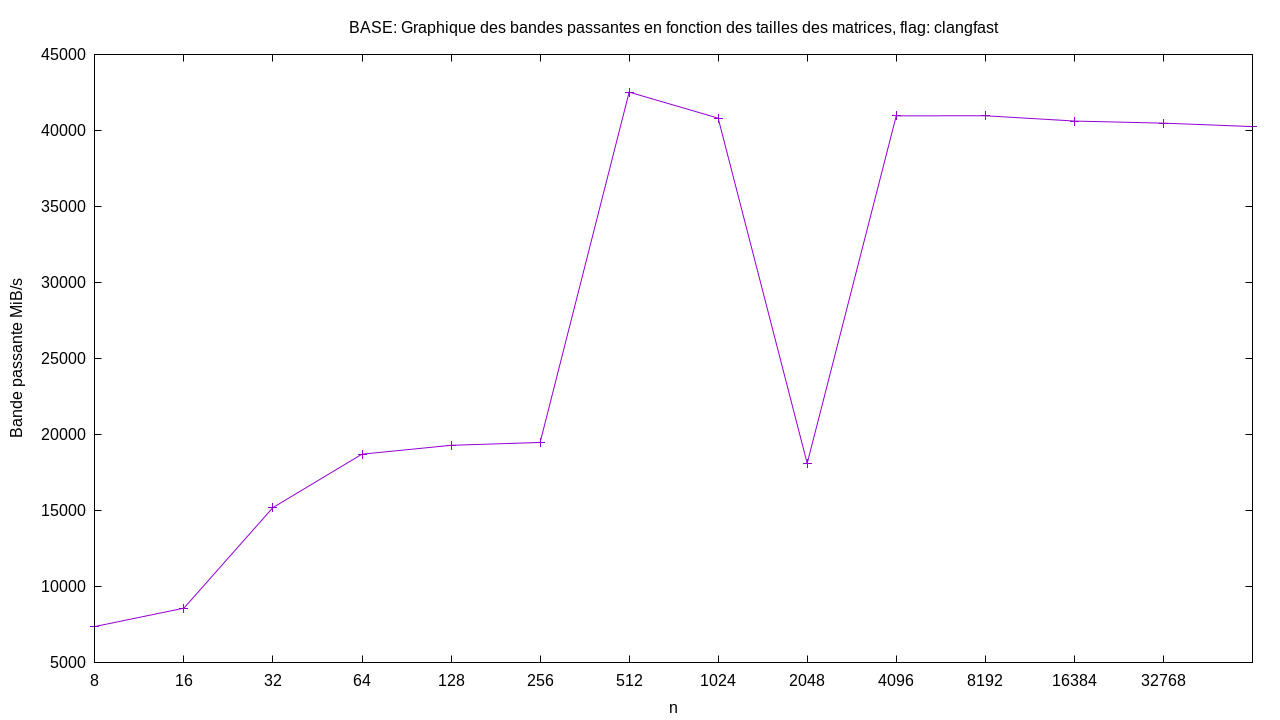 BASE: Graphique des bandes passantes en fonction des tailles des matrices, flag: clangfast
45000
40000
35000
30000
25000
20000
15000
10000
5000
Bande passante MiB/s
8 16 32 64 128 256 512 1024 2048 4096 8192 16384 32768
n